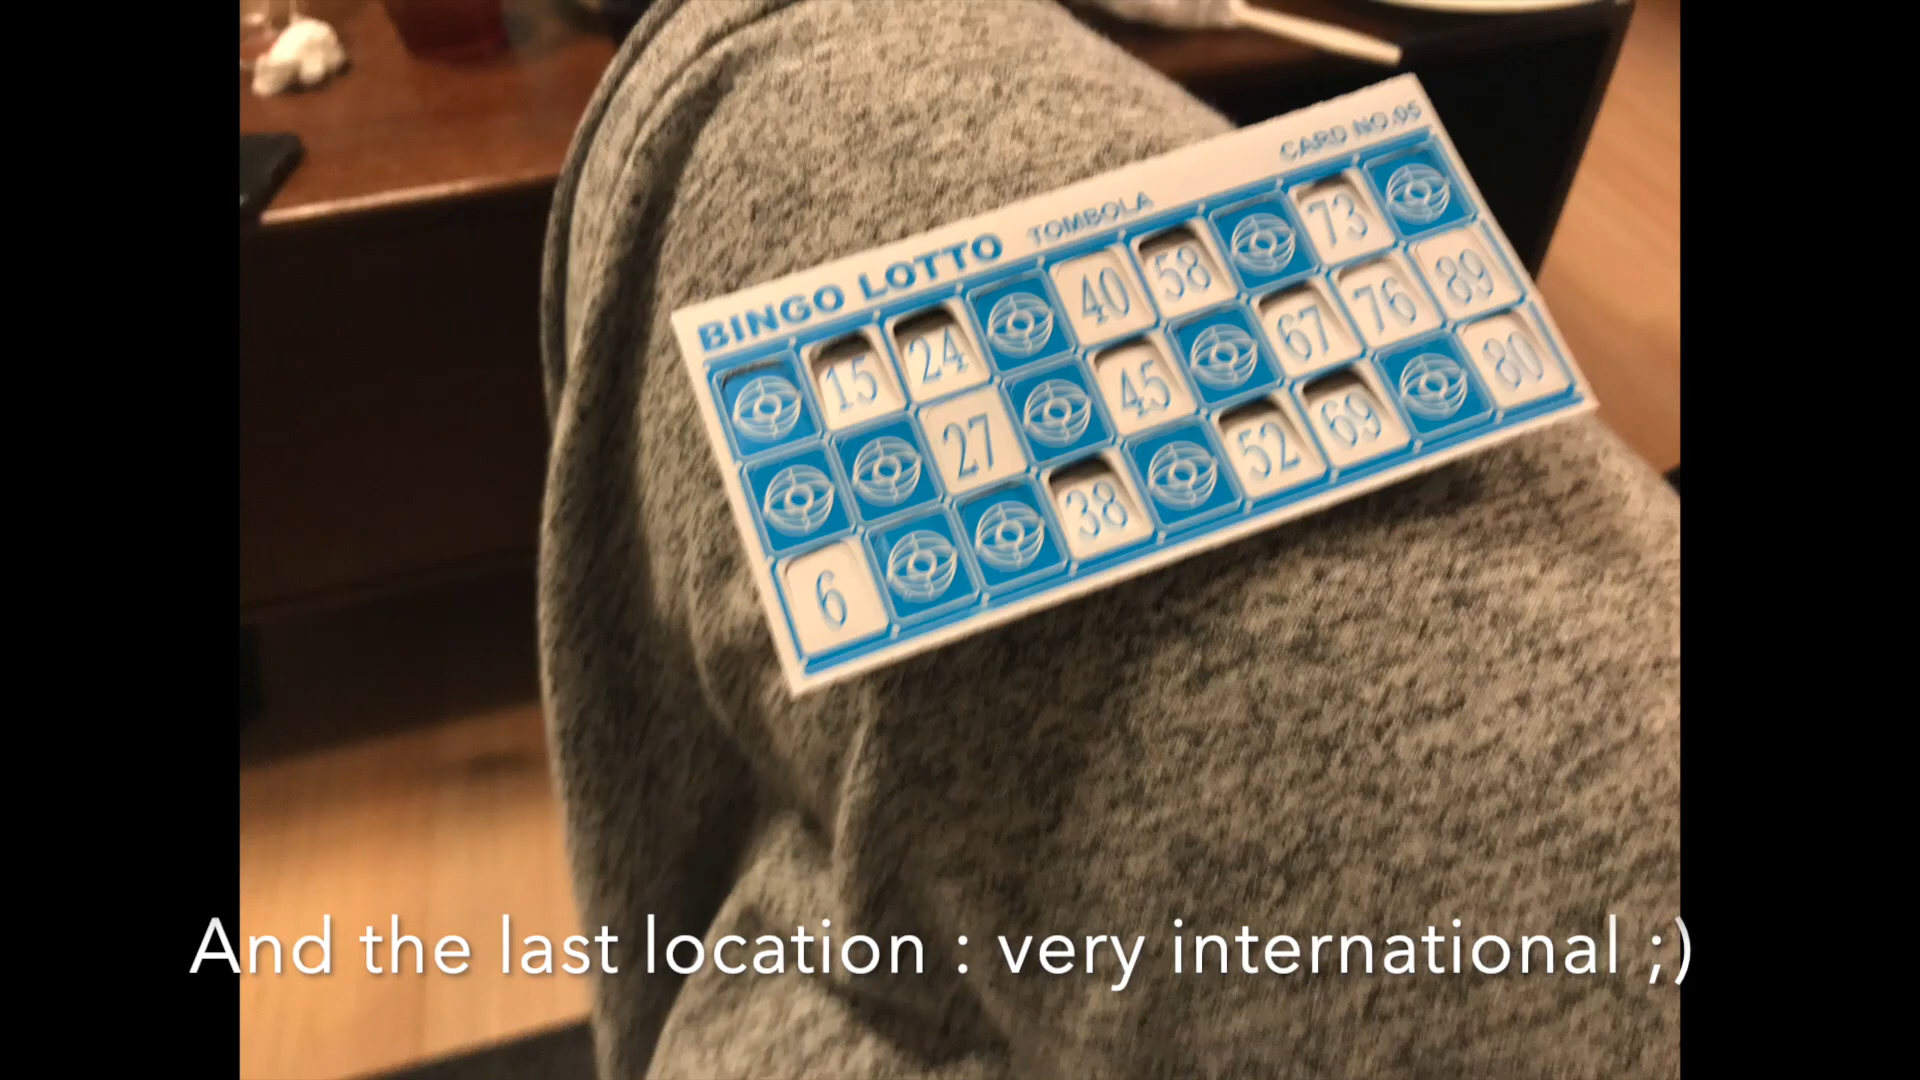 BINGO LOTTO TOMBOLA CARD NO.05
15 24 40 58 73
27 45 67 76 89
6 38 52 69 80
And the last location : very international ;)